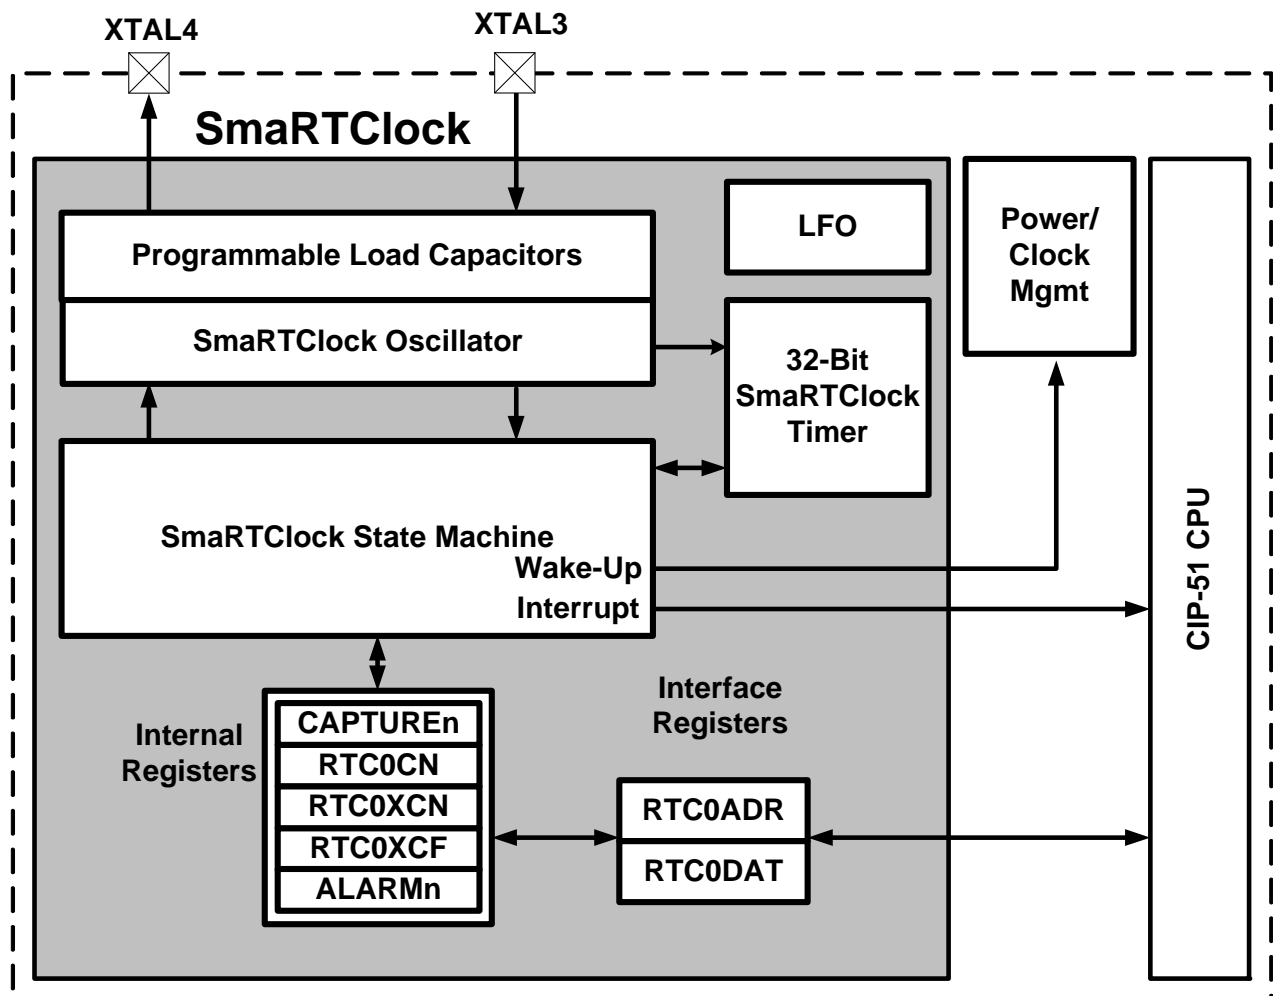 XTAL4
XTAL3
SmaRTClock
Programmable Load Capacitors
SmaRTClock Oscillator
LFO
Power/
Clock
Mgmt
32-Bit
SmaRTClock
Timer
SmaRTClock State Machine
Wake-Up
Interrupt
CIP-51 CPU
Internal
Registers
CAPTUREn
RTC0CN
RTC0XCN
RTC0XCF
ALARMn
Interface
Registers
RTC0ADR
RTC0DAT